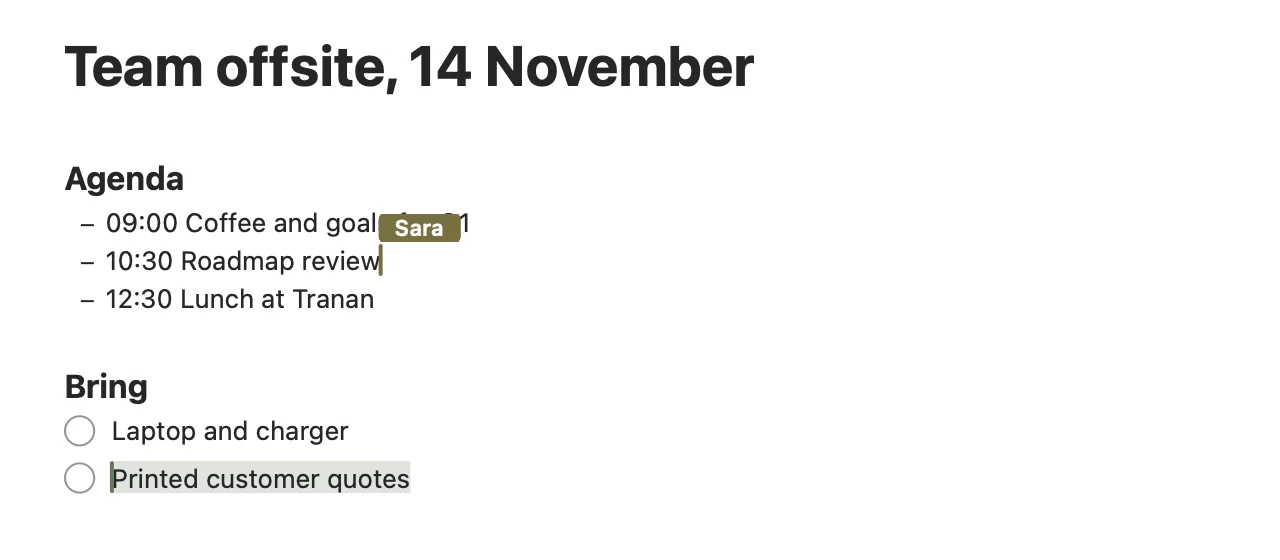 Team offsite, 14 November
Agenda
– 09:00 Coffee and goals
Sara
– 10:30 Roadmap review
– 12:30 Lunch at Tranan
Bring
Laptop and charger
Printed customer quotes